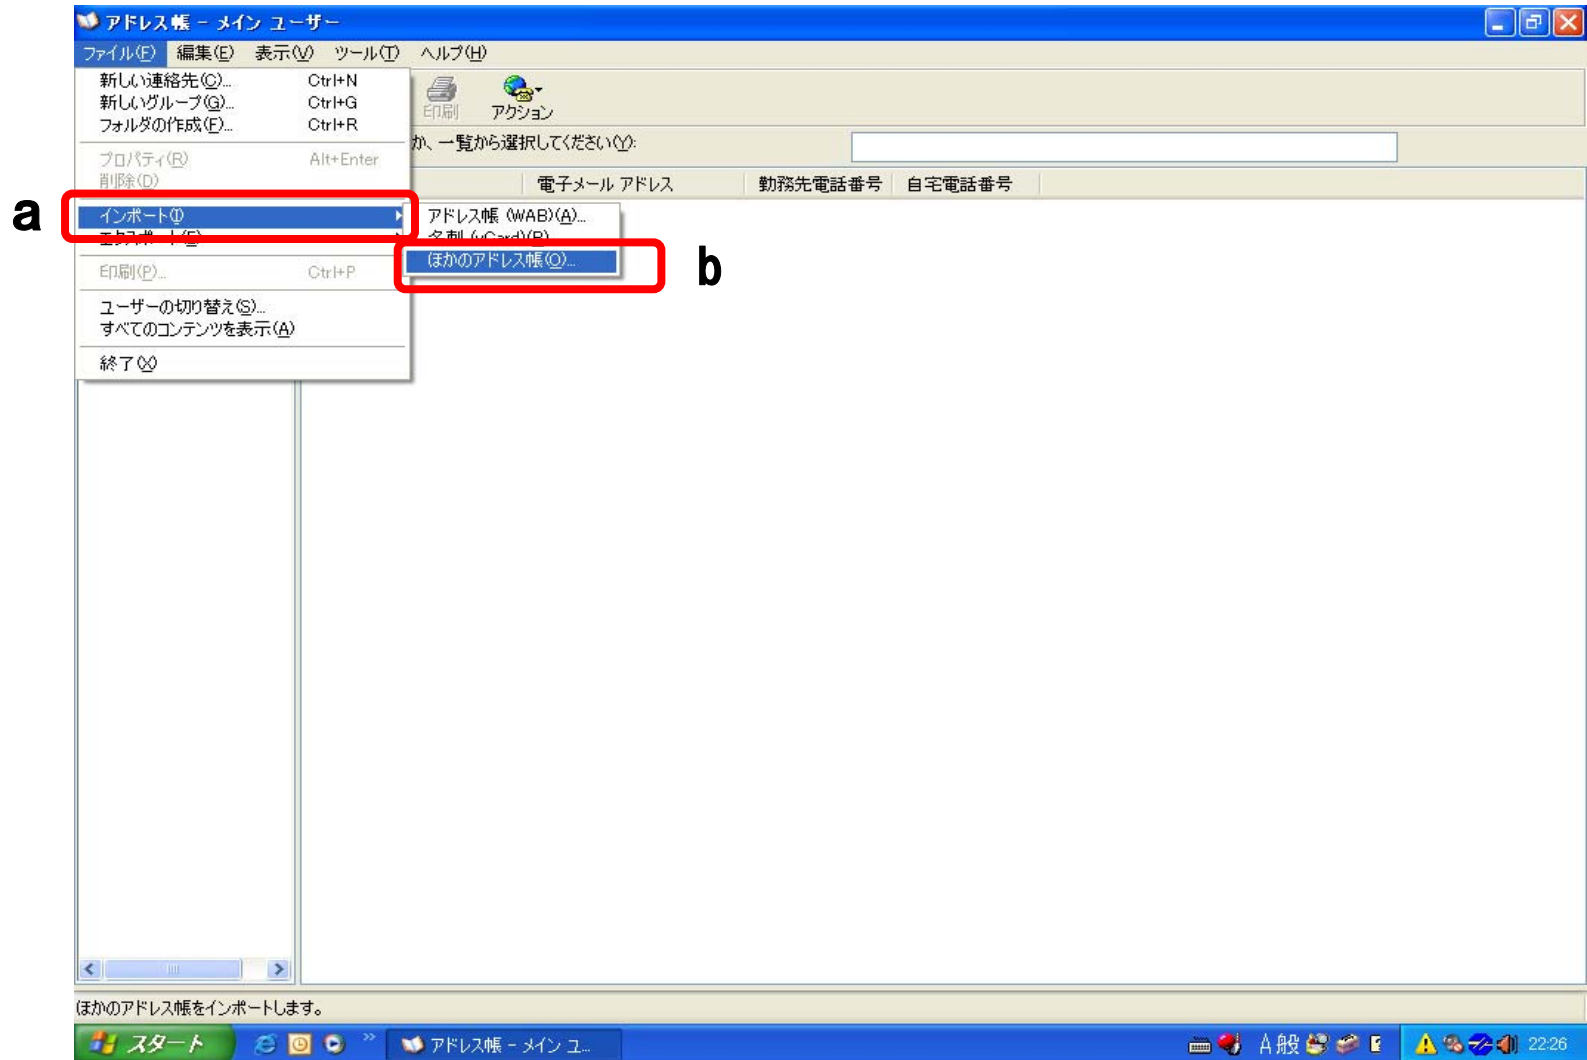 アドレス帳 - メイン ユーザー
ファイル(F) 編集(E) 表示(V) ツール(T) ヘルプ(H)
新しい連絡先(C)... Ctrl+N
新しいグループ(G)... Ctrl+G
フォルダの作成(F)... Ctrl+R
プロパティ(R) Alt+Enter
削除(D)
インポート(I)
エクスポート(E)
印刷(P)... Ctrl+P
ユーザーの切り替え(S)...
すべてのコンテンツを表示(A)
終了(X)
印刷 アクション
か、一覧から選択してください(Y):
電子メール アドレス 勤務先電話番号 自宅電話番号
a
アドレス帳 (WAB)(A)...
名刺 (vCard)(B)...
ほかのアドレス帳(O)...
b
ほかのアドレス帳をインポートします。
スタート » アドレス帳 - メイン ユ... A 般 22:26